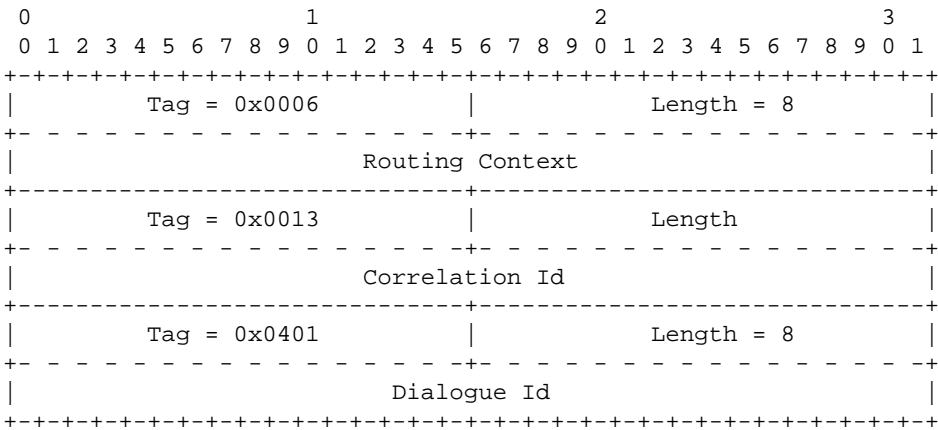 0                   1                   2                   3
 0 1 2 3 4 5 6 7 8 9 0 1 2 3 4 5 6 7 8 9 0 1 2 3 4 5 6 7 8 9 0 1
+-+-+-+-+-+-+-+-+-+-+-+-+-+-+-+-+-+-+-+-+-+-+-+-+-+-+-+-+-+-+-+-+
|         Tag = 0x0006          |            Length = 8         |
+- - - - - - - - - - - - - - - -+- - - - - - - - - - - - - - - -+
|                        Routing Context                        |
+-------------------------------+-------------------------------+
|         Tag = 0x0013          |            Length             |
+- - - - - - - - - - - - - - - -+- - - - - - - - - - - - - - - -+
|                        Correlation Id                         |
+-------------------------------+-------------------------------+
|         Tag = 0x0401          |            Length = 8         |
+- - - - - - - - - - - - - - - -+- - - - - - - - - - - - - - - -+
|                          Dialogue Id                          |
+-+-+-+-+-+-+-+-+-+-+-+-+-+-+-+-+-+-+-+-+-+-+-+-+-+-+-+-+-+-+-+-+